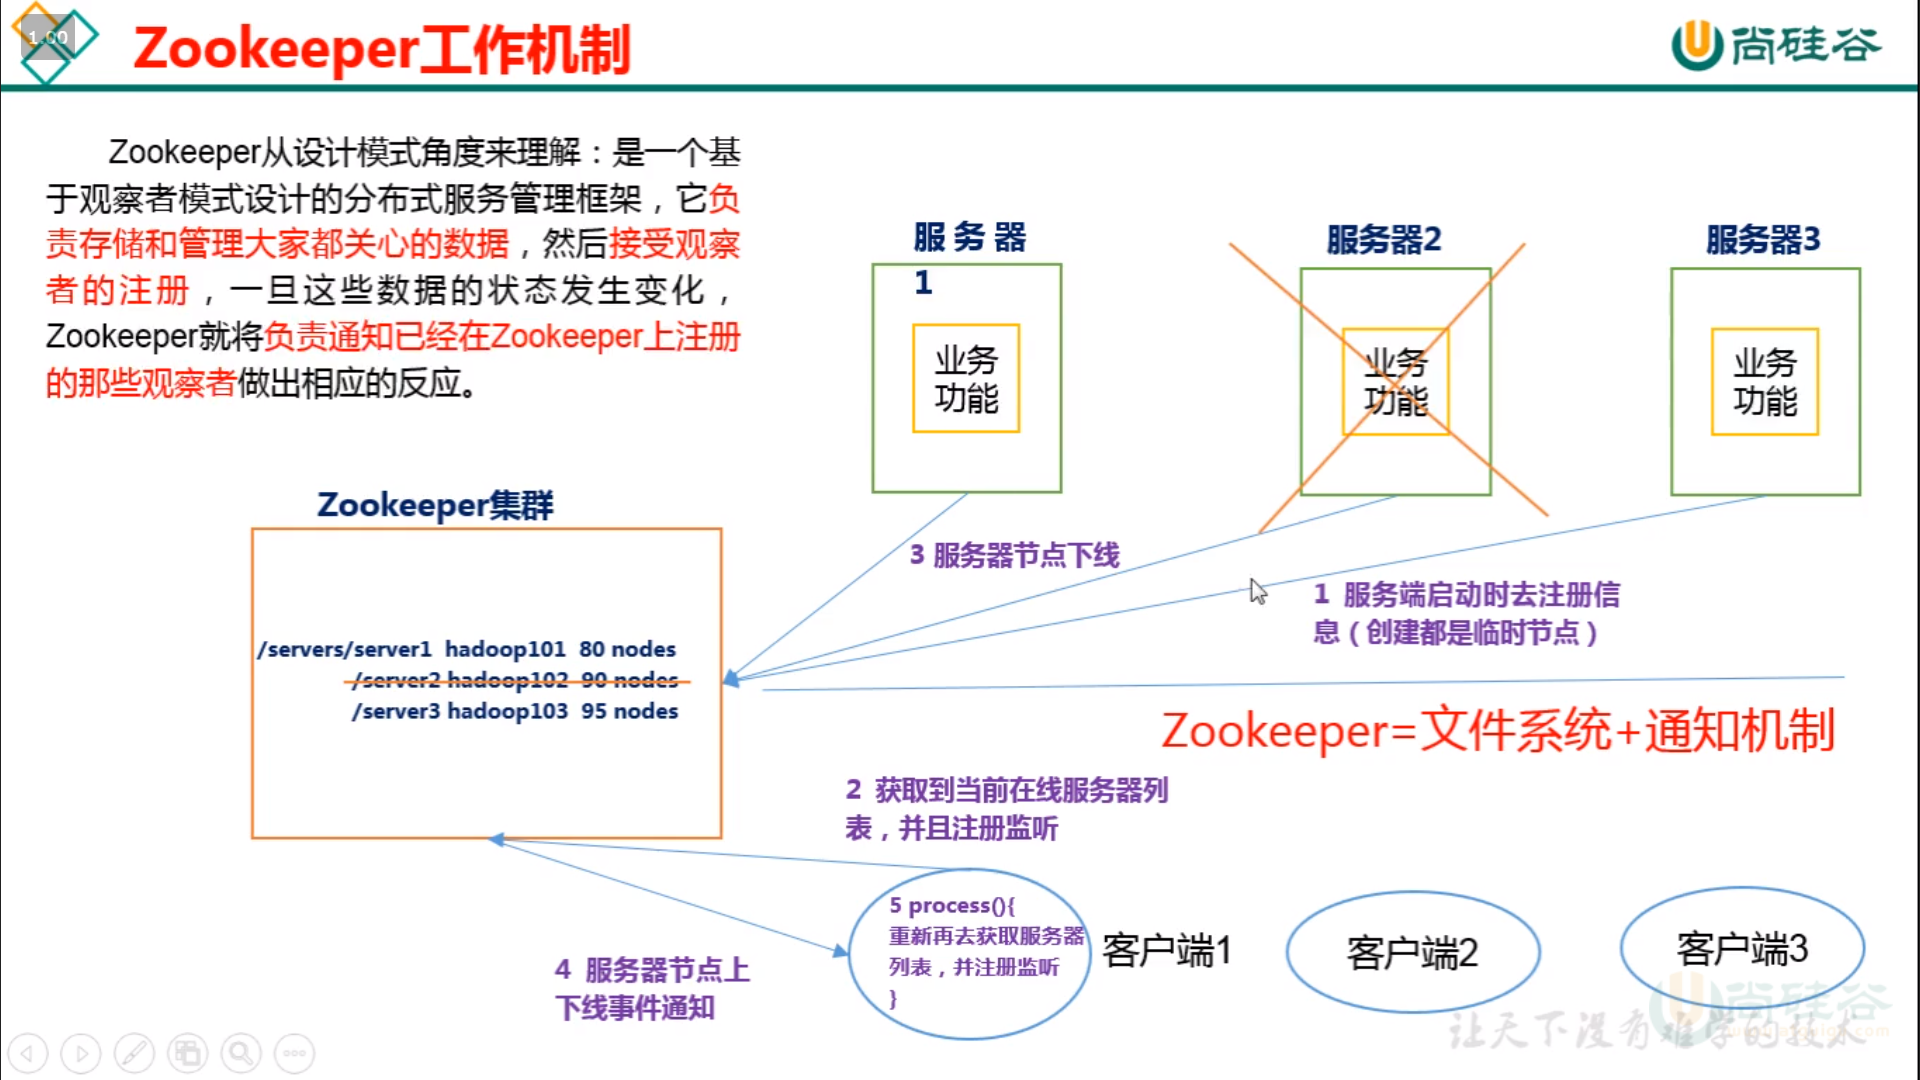 1.00
Zookeeper工作机制
尚硅谷
Zookeeper从设计模式角度来理解：是一个基
于观察者模式设计的分布式服务管理框架，它负
责存储和管理大家都关心的数据，然后接受观察
者的注册，一旦这些数据的状态发生变化，
Zookeeper就将负责通知已经在Zookeeper上注册
的那些观察者做出相应的反应。
服务器
1
业务
功能
服务器2
业务
功能
服务器3
业务
功能
Zookeeper集群
/servers/server1 hadoop101 80 nodes
/server2 hadoop102 90 nodes
/server3 hadoop103 95 nodes
3 服务器节点下线
1 服务端启动时去注册信
息（创建都是临时节点）
Zookeeper=文件系统+通知机制
2 获取到当前在线服务器列
表，并且注册监听
5 process(){
重新再去获取服务器
列表，并注册监听
}
客户端1
客户端2
客户端3
4 服务器节点上
下线事件通知
尚硅谷
让天下没有难学的技术